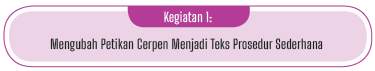 Kegiatan 1:
Mengubah Petikan Cerpen Menjadi Teks Prosedur Sederhana